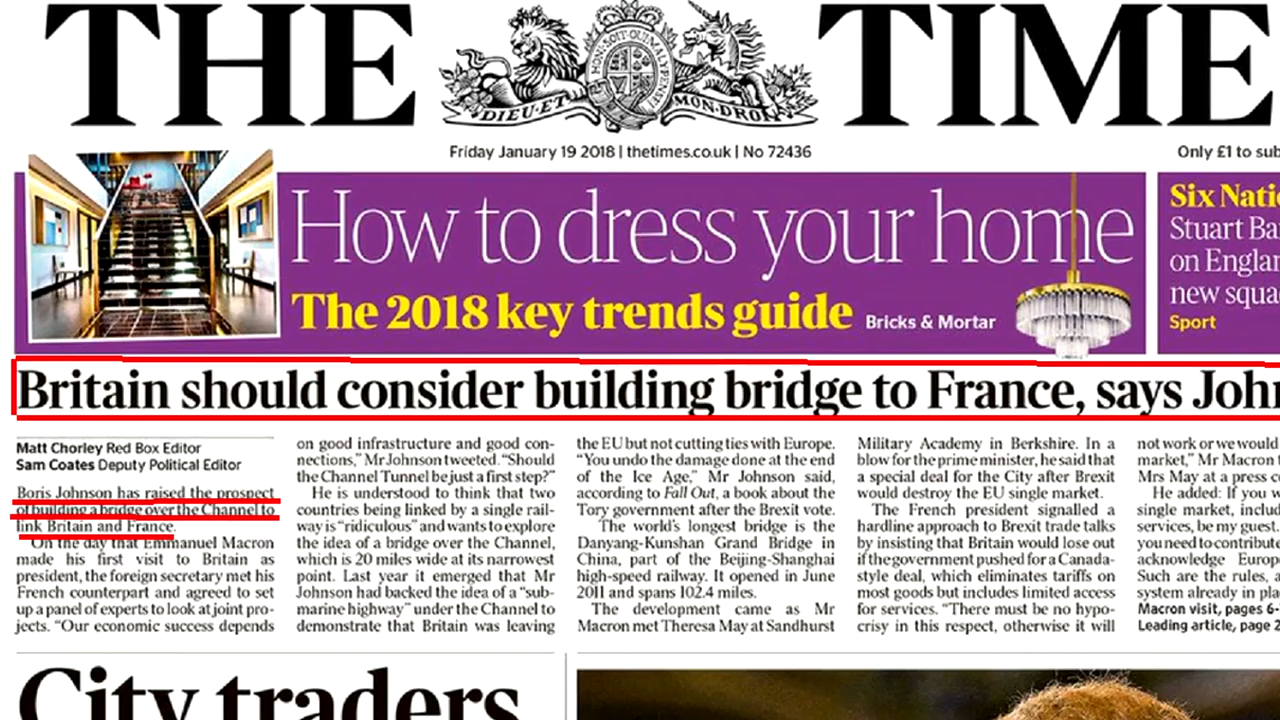 THE TIME
DIEU·ET MON·DROIT
Friday January 19 2018 | thetimes.co.uk | No 72436
Only £1 to sub
How to dress your home
The 2018 key trends guide Bricks & Mortar
Six Natio
Stuart Ba
on Englan
new squa
Sport
Britain should consider building bridge to France, says John
Matt Chorley Red Box Editor
Sam Coates Deputy Political Editor
Boris Johnson has raised the prospect
of building a bridge over the Channel to
link Britain and France.
On the day that Emmanuel Macron
made his first visit to Britain as
president, the foreign secretary met his
French counterpart and agreed to set
up a panel of experts to look at joint pro-
jects. “Our economic success depends
on good infrastructure and good con-
nections,” Mr Johnson tweeted. “Should
the Channel Tunnel be just a first step?”
He is understood to think that two
countries being linked by a single rail-
way is “ridiculous” and wants to explore
the idea of a bridge over the Channel,
which is 20 miles wide at its narrowest
point. Last year it emerged that Mr
Johnson had backed the idea of a “sub-
marine highway” under the Channel to
demonstrate that Britain was leaving
the EU but not cutting ties with Europe.
“You undo the damage done at the end
of the Ice Age,” Mr Johnson said,
according to Fall Out, a book about the
Tory government after the Brexit vote.
The world’s longest bridge is the
Danyang-Kunshan Grand Bridge in
China, part of the Beijing-Shanghai
high-speed railway. It opened in June
2011 and spans 102.4 miles.
The development came as Mr
Macron met Theresa May at Sandhurst
Military Academy in Berkshire. In a
blow for the prime minister, he said that
a special deal for the City after Brexit
would destroy the EU single market.
The French president signalled a
hardline approach to Brexit trade talks
by insisting that Britain would lose out
if the government pushed for a Canada-
style deal, which eliminates tariffs on
most goods but includes limited access
for services. “There must be no hypo-
crisy in this respect, otherwise it will
not work or we would
market,” Mr Macron t
Mrs May at a press c
He added: If you w
single market, includ
services, be my guest.
you need to contribute
acknowledge Europ
Such are the rules, a
system already in pla
Macron visit, pages 6-
Leading article, page 2
City traders